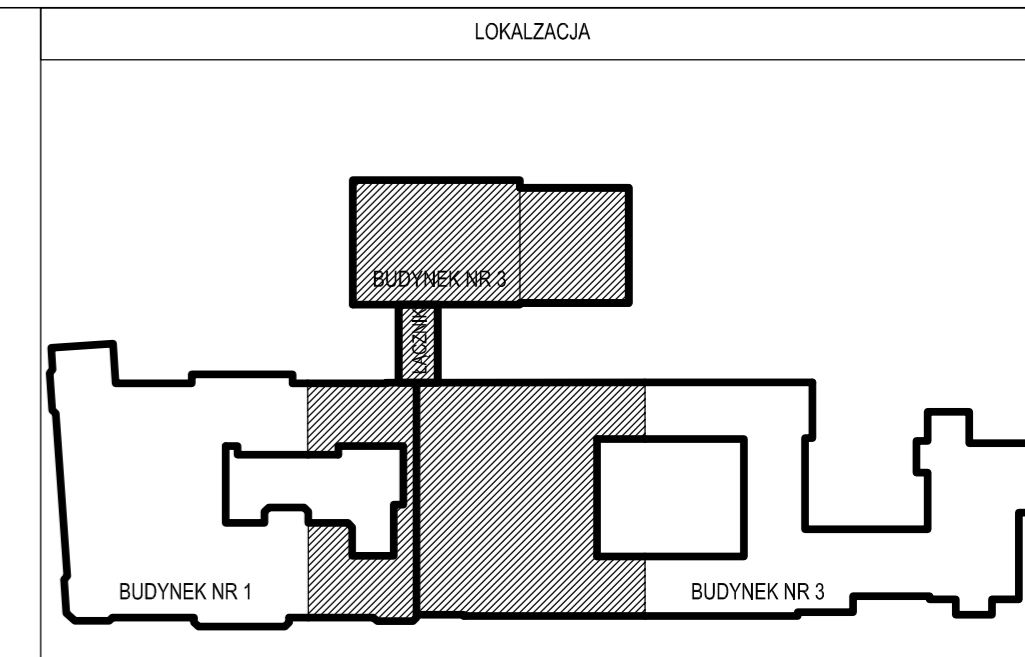 LOKALZACJA
BUDYNEK NR 3
ŁĄCZNIK
BUDYNEK NR 1
BUDYNEK NR 3